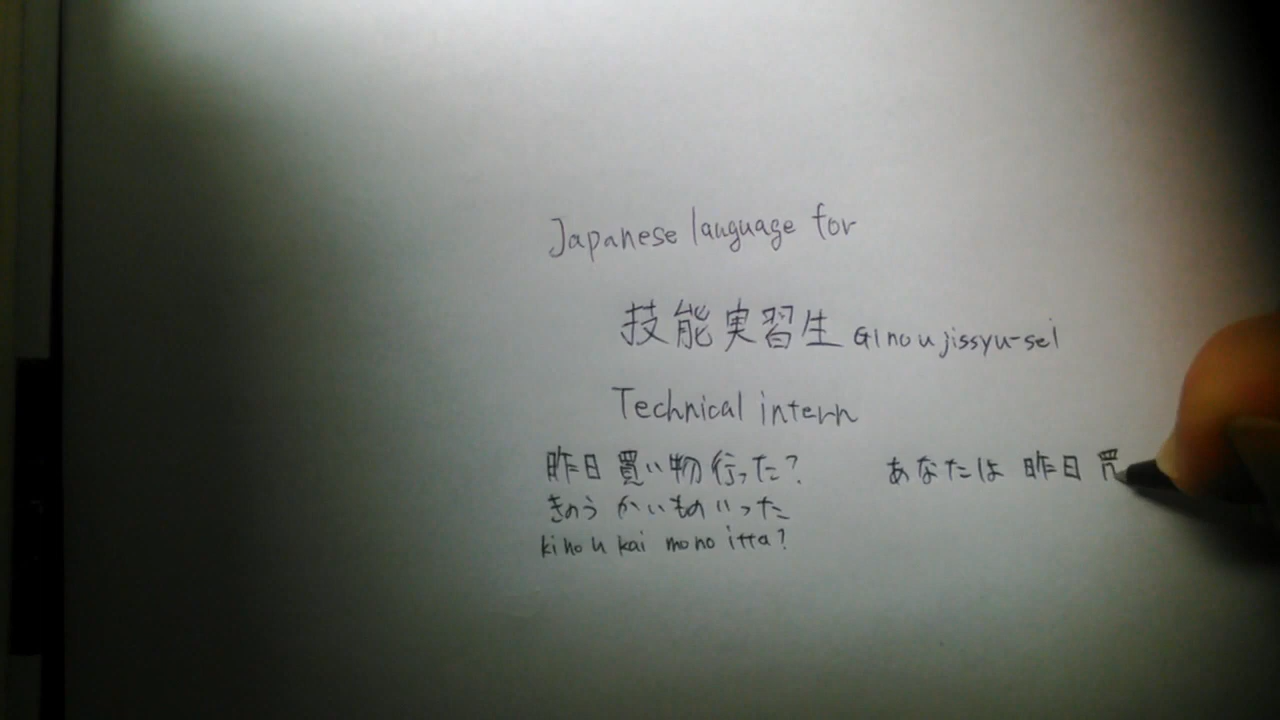 Japanese language for
技能実習生 Ginoujissyu-sei
Technical intern
昨日買い物行った? あなたは昨日
きのうかいものいった
kinou kai mono itta?